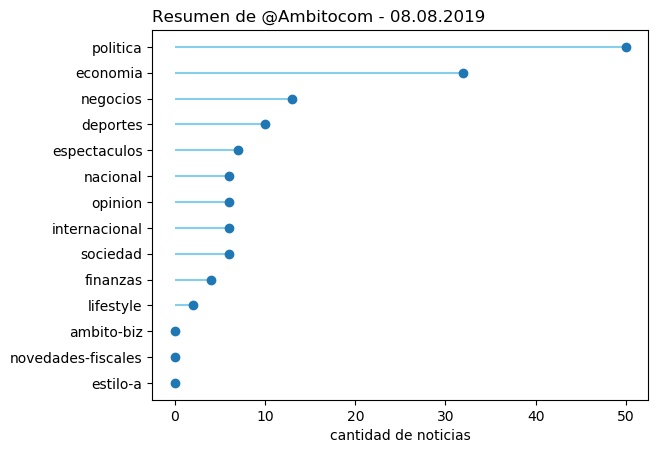 Resumen de @Ambitocom - 08.08.2019
politica
economia
negocios
deportes
espectaculos
nacional
opinion
internacional
sociedad
finanzas
lifestyle
ambito-biz
novedades-fiscales
estilo-a
0 10 20 30 40 50
cantidad de noticias